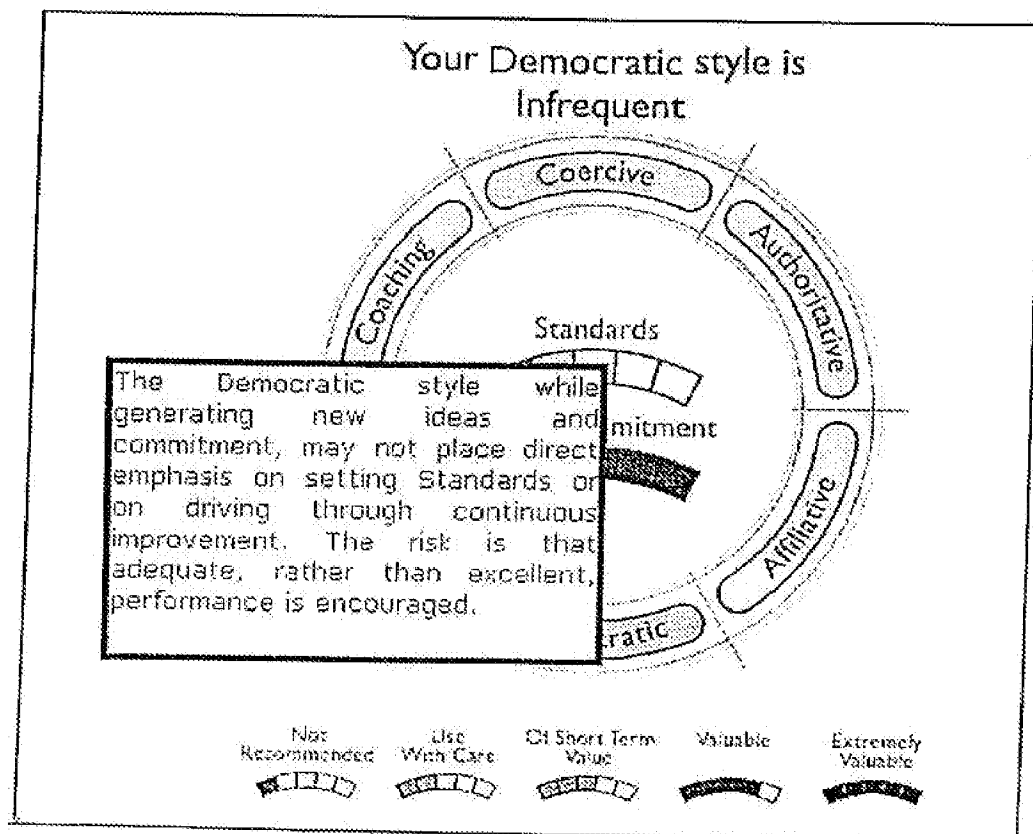 Your Democratic style is
Infrequent
Coercive
Authoritative
Coaching
Standards
The Democratic style while
generating new ideas and
commitment, may not place direct
emphasis on setting Standards or
on driving through continuous
improvement. The risk is that
adequate, rather than excellent,
performance is encouraged.
mitment
Affiliative
cratic
Not
Recommended
Use
With Care
Of Short Term
Value
Valuable
Extremely
Valuable